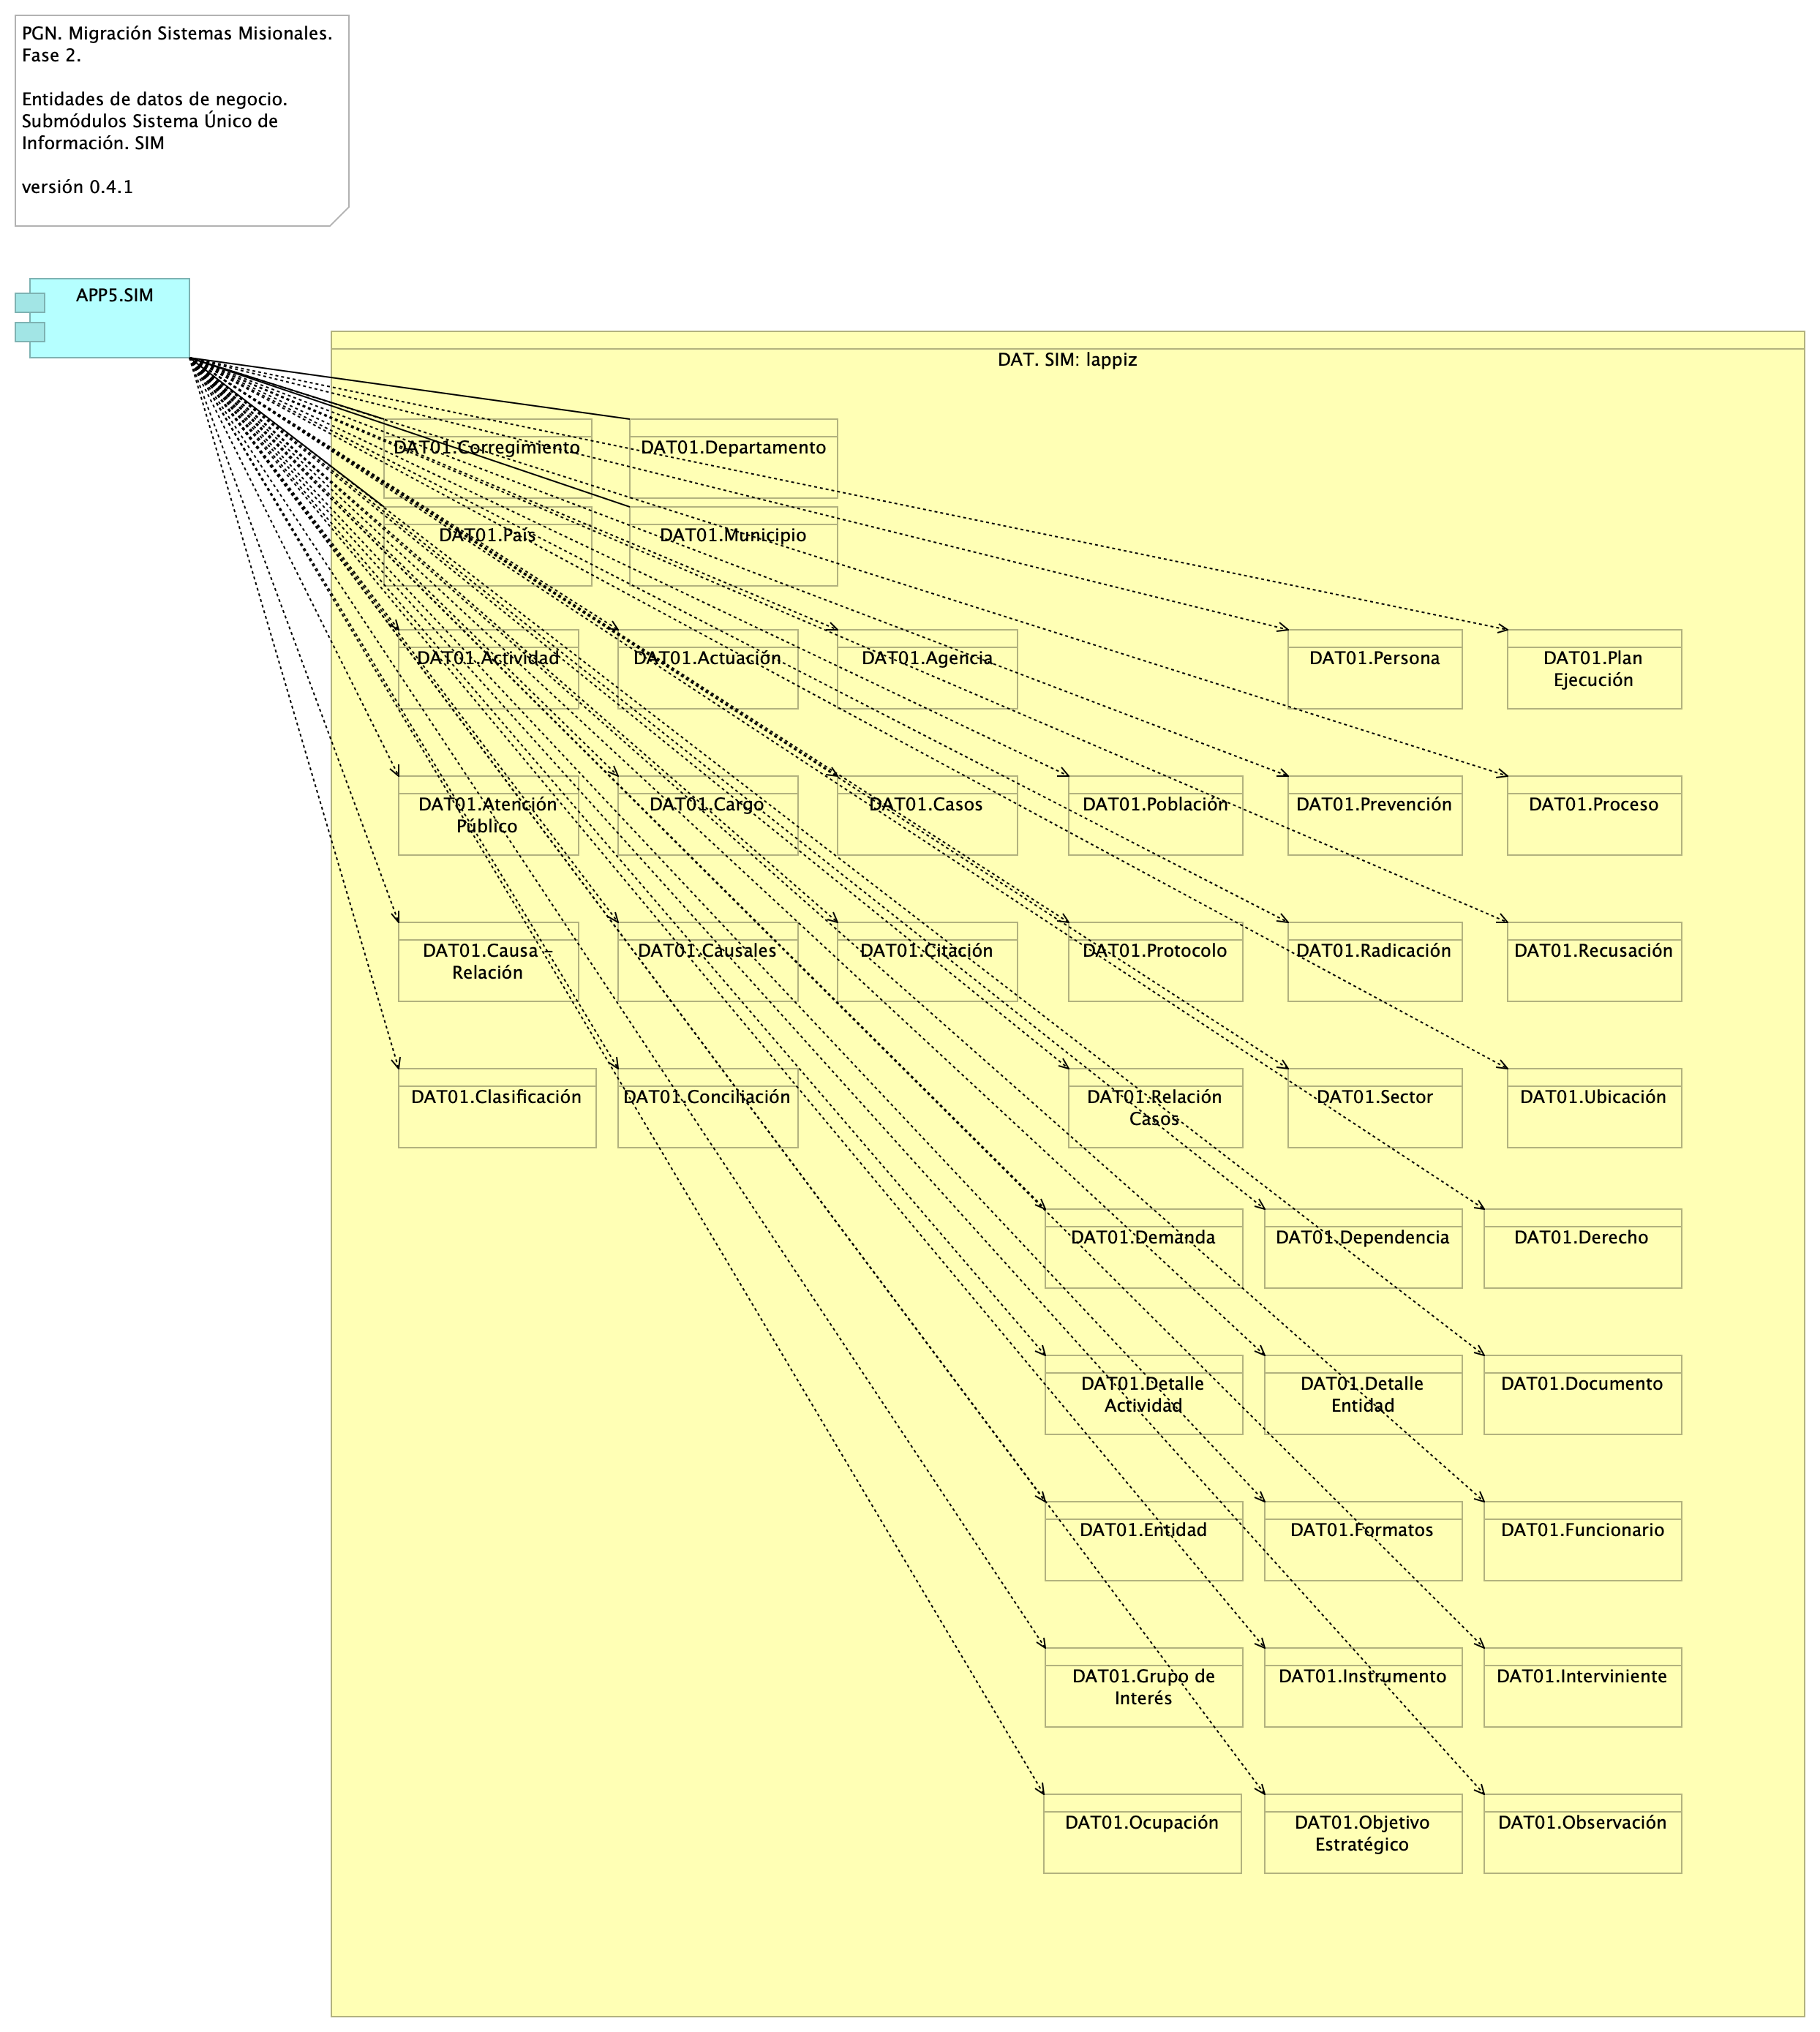 PGN. Migración Sistemas Misionales.
Fase 2.
Entidades de datos de negocio.
Submódulos Sistema Único de
Información. SIM
versión 0.4.1
APP5.SIM
DAT. SIM: lappiz
DAT01.Corregimiento
DAT01.Departamento
DAT01.País
DAT01.Municipio
DAT01.Actividad
DAT01.Actuación
DAT01.Agencia
DAT01.Persona
DAT01.Plan
Ejecución
DAT01.Atención
Público
DAT01.Cargo
DAT01.Casos
DAT01.Población
DAT01.Prevención
DAT01.Proceso
DAT01.Causa –
Relación
DAT01.Causales
DAT01.Citación
DAT01.Protocolo
DAT01.Radicación
DAT01.Recusación
DAT01.Clasificación
DAT01.Conciliación
DAT01.Relación
Casos
DAT01.Sector
DAT01.Ubicación
DAT01.Demanda
DAT01.Dependencia
DAT01.Derecho
DAT01.Detalle
Actividad
DAT01.Detalle
Entidad
DAT01.Documento
DAT01.Entidad
DAT01.Formatos
DAT01.Funcionario
DAT01.Grupo de
Interés
DAT01.Instrumento
DAT01.Interviniente
DAT01.Ocupación
DAT01.Objetivo
Estratégico
DAT01.Observación